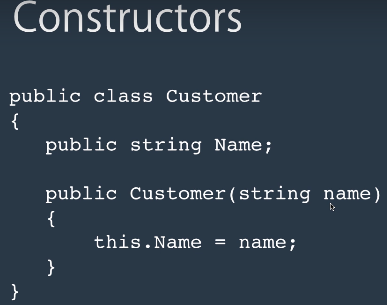 Constructors
public class Customer
{
public string Name;
public Customer(string name)
{
this.Name = name;
}
}